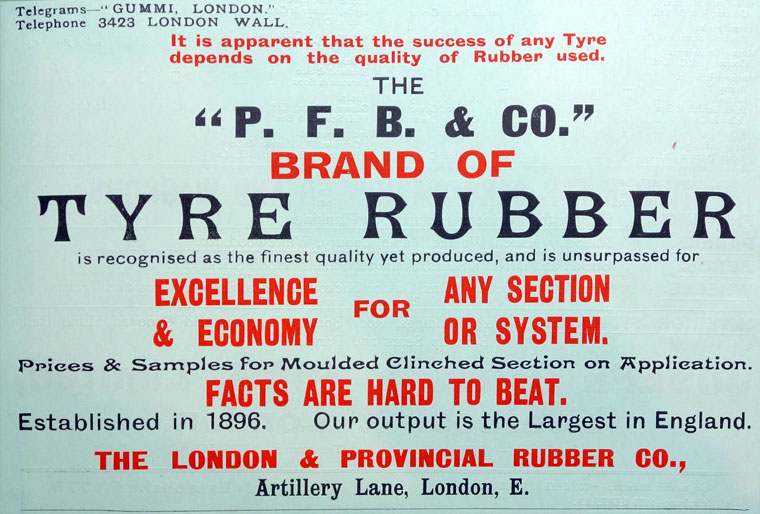 Telegrams—"GUMMI, LONDON."
Telephone 3423 LONDON WALL.
It is apparent that the success of any Tyre
depends on the quality of Rubber used.
THE
"P. F. B. & CO."
BRAND OF
TYRE RUBBER
is recognised as the finest quality yet produced, and is unsurpassed for
EXCELLENCE
& ECONOMY
FOR
ANY SECTION
OR SYSTEM.
Prices & Samples for Moulded Clinched Section on Application.
FACTS ARE HARD TO BEAT.
Established in 1896. Our output is the Largest in England.
THE LONDON & PROVINCIAL RUBBER CO.,
Artillery Lane, London, E.